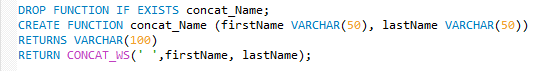 DROP FUNCTION IF EXISTS concat_Name;
CREATE FUNCTION concat_Name (firstName VARCHAR(50), lastName VARCHAR(50))
RETURNS VARCHAR(100)
RETURN CONCAT_WS(' ',firstName, lastName);